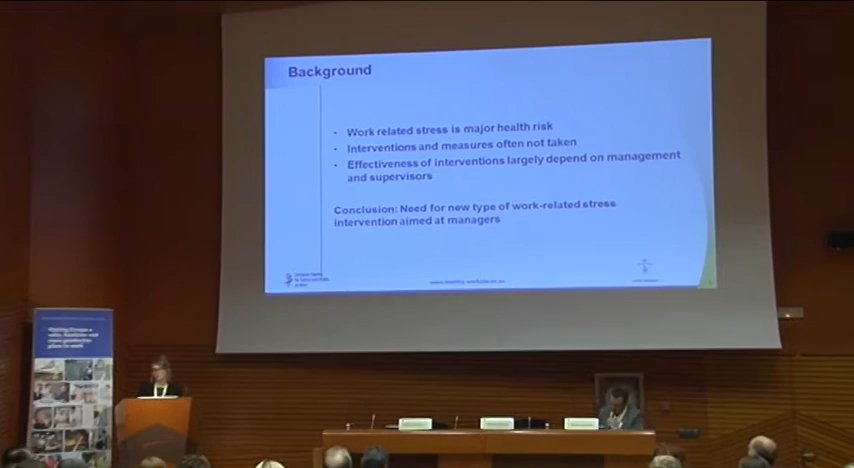 Background
• Work related stress is major health risk
• Interventions and measures often not taken
• Effectiveness of interventions largely depend on management
and supervisors
Conclusion: Need for new type of work-related stress
intervention aimed at managers